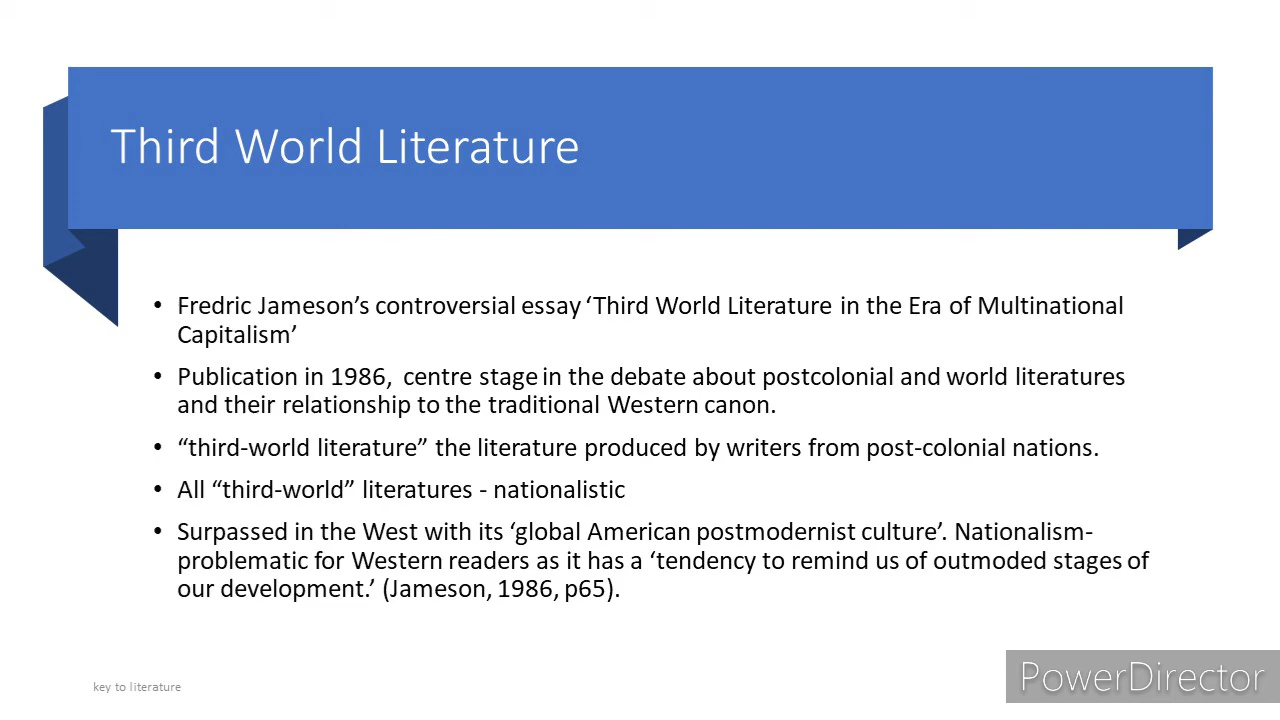 Third World Literature
• Fredric Jameson’s controversial essay ‘Third World Literature in the Era of Multinational
Capitalism’
• Publication in 1986,  centre stage in the debate about postcolonial and world literatures
and their relationship to the traditional Western canon.
• “third-world literature” the literature produced by writers from post-colonial nations.
• All “third-world” literatures - nationalistic
• Surpassed in the West with its ‘global American postmodernist culture’. Nationalism-
problematic for Western readers as it has a ‘tendency to remind us of outmoded stages of
our development.’ (Jameson, 1986, p65).
key to literature
PowerDirector